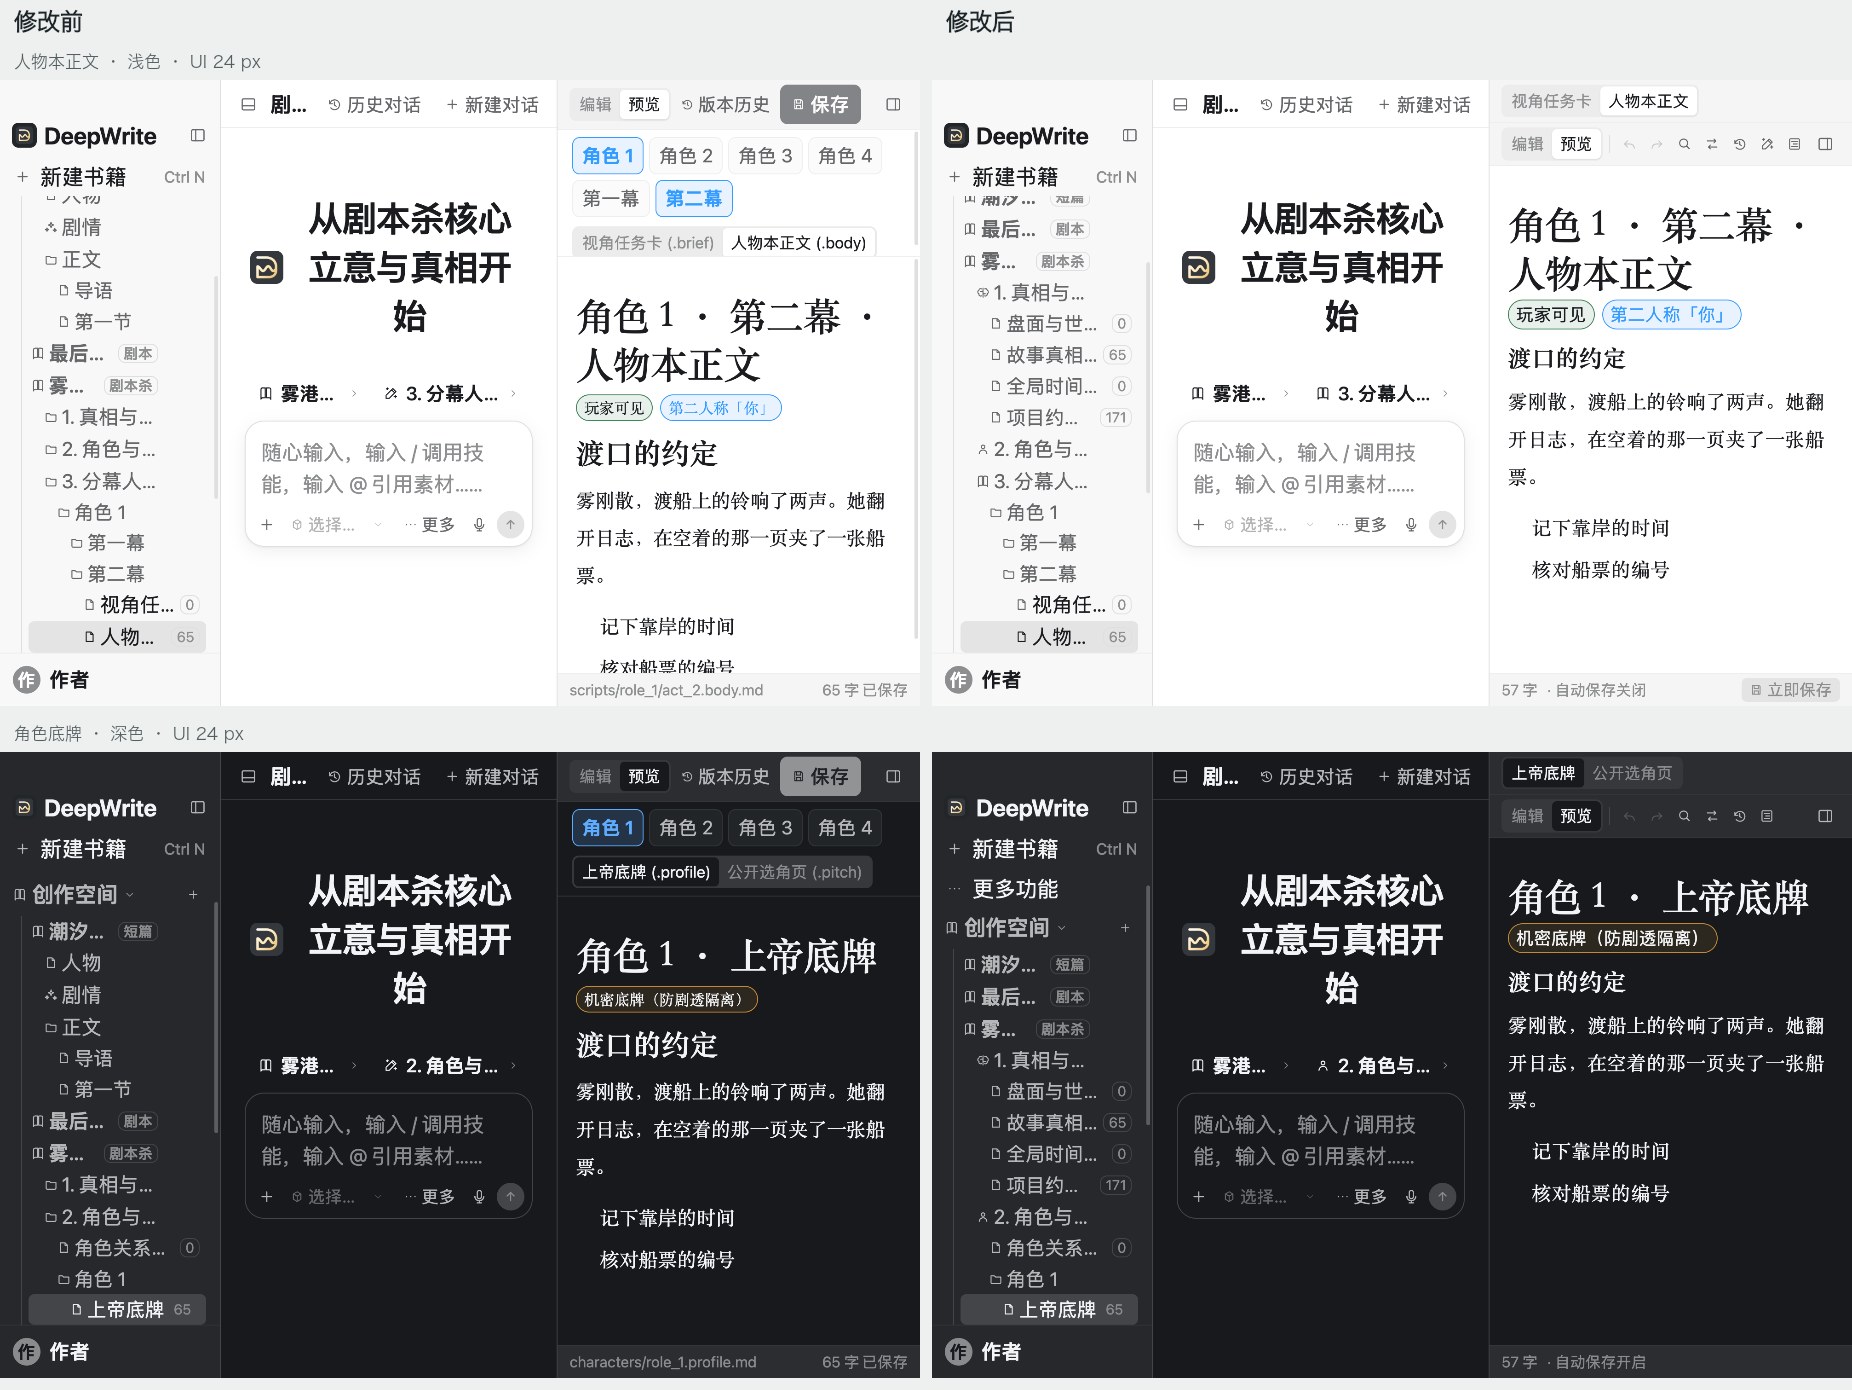 修改前
人物本正文 · 浅色 · UI 24 px
DeepWrite
新建书籍 Ctrl N
人物
剧情
正文
导语
第一节
最后... 剧本
雾... 剧本杀
1. 真相与...
2. 角色与...
3. 分幕人...
角色 1
第一幕
第二幕
视角任... 0
人物... 65
作 作者
剧... 历史对话 + 新建对话
从剧本杀核心
立意与真相开
始
雾港... 3. 分幕人...
随心输入，输入 / 调用技
能，输入 @ 引用素材......
选择... 更多
编辑 预览 版本历史 保存
角色 1 角色 2 角色 3 角色 4
第一幕 第二幕
视角任务卡 (.brief) 人物本正文 (.body)
角色 1 · 第二幕 ·
人物本正文
玩家可见 第二人称「你」
渡口的约定
雾刚散，渡船上的铃响了两声。她翻
开日志，在空着的那一页夹了一张船
票。
记下靠岸的时间
核对船票的编号
scripts/role_1/act_2.body.md 65 字 已保存
修改后
DeepWrite
新建书籍 Ctrl N
潮汐... 短篇
最后... 剧本
雾... 剧本杀
1. 真相与...
盘面与世... 0
故事真相... 65
全局时间... 0
项目约... 171
2. 角色与...
3. 分幕人...
角色 1
第一幕
第二幕
视角任... 0
人物... 65
作 作者
剧... 历史对话 + 新建对话
从剧本杀核心
立意与真相开
始
雾港... 3. 分幕人...
随心输入，输入 / 调用技
能，输入 @ 引用素材......
选择... 更多
视角任务卡 人物本正文
编辑 预览
角色 1 · 第二幕 ·
人物本正文
玩家可见 第二人称「你」
渡口的约定
雾刚散，渡船上的铃响了两声。她翻
开日志，在空着的那一页夹了一张船
票。
记下靠岸的时间
核对船票的编号
57 字 · 自动保存关闭 立即保存
角色底牌 · 深色 · UI 24 px
DeepWrite
新建书籍 Ctrl N
创作空间
潮汐... 短篇
人物
剧情
正文
导语
第一节
最后... 剧本
雾... 剧本杀
1. 真相与...
2. 角色与...
角色关系... 0
角色 1
上帝底牌 65
作 作者
剧... 历史对话 + 新建对话
从剧本杀核心
立意与真相开
始
雾港... 2. 角色与...
随心输入，输入 / 调用技
能，输入 @ 引用素材......
选择... 更多
编辑 预览 版本历史 保存
角色 1 角色 2 角色 3 角色 4
上帝底牌 (.profile) 公开选角页 (.pitch)
角色 1 · 上帝底牌
机密底牌（防剧透隔离）
渡口的约定
雾刚散，渡船上的铃响了两声。她翻
开日志，在空着的那一页夹了一张船
票。
记下靠岸的时间
核对船票的编号
characters/role_1.profile.md 65 字 已保存
DeepWrite
新建书籍 Ctrl N
更多功能
创作空间
潮汐... 短篇
最后... 剧本
雾... 剧本杀
1. 真相与...
盘面与世... 0
故事真相... 65
全局时间... 0
项目约... 171
2. 角色与...
角色关系... 0
角色 1
上帝底牌 65
作 作者
剧... 历史对话 + 新建对话
从剧本杀核心
立意与真相开
始
雾港... 2. 角色与...
随心输入，输入 / 调用技
能，输入 @ 引用素材......
选择... 更多
上帝底牌 公开选角页
编辑 预览
角色 1 · 上帝底牌
机密底牌（防剧透隔离）
渡口的约定
雾刚散，渡船上的铃响了两声。她翻
开日志，在空着的那一页夹了一张船
票。
记下靠岸的时间
核对船票的编号
57 字 · 自动保存开启